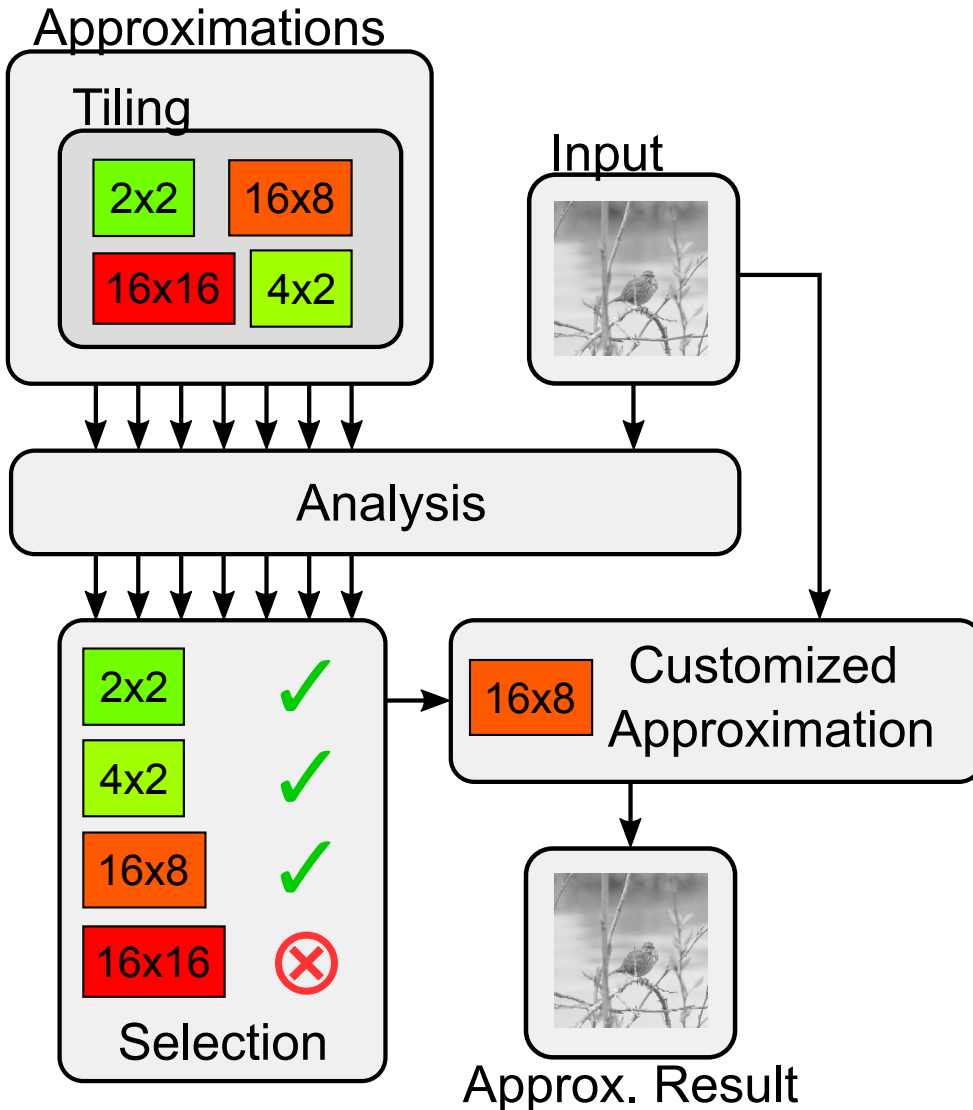 Approximations
Tiling
2x2
16x8
16x16
4x2
Input
Analysis
2x2
4x2
16x8
16x16
Selection
16x8
Customized
Approximation
Approx. Result